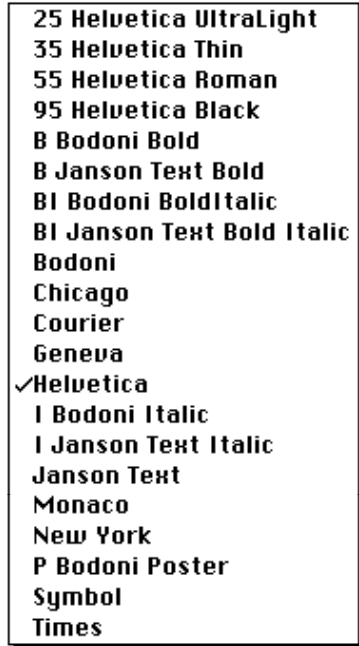 25 Helvetica UltraLight
35 Helvetica Thin
55 Helvetica Roman
95 Helvetica Black
B Bodoni Bold
B Janson Text Bold
BI Bodoni BoldItalic
BI Janson Text Bold Italic
Bodoni
Chicago
Courier
Geneva
✓Helvetica
I Bodoni Italic
I Janson Text Italic
Janson Text
Monaco
New York
P Bodoni Poster
Symbol
Times